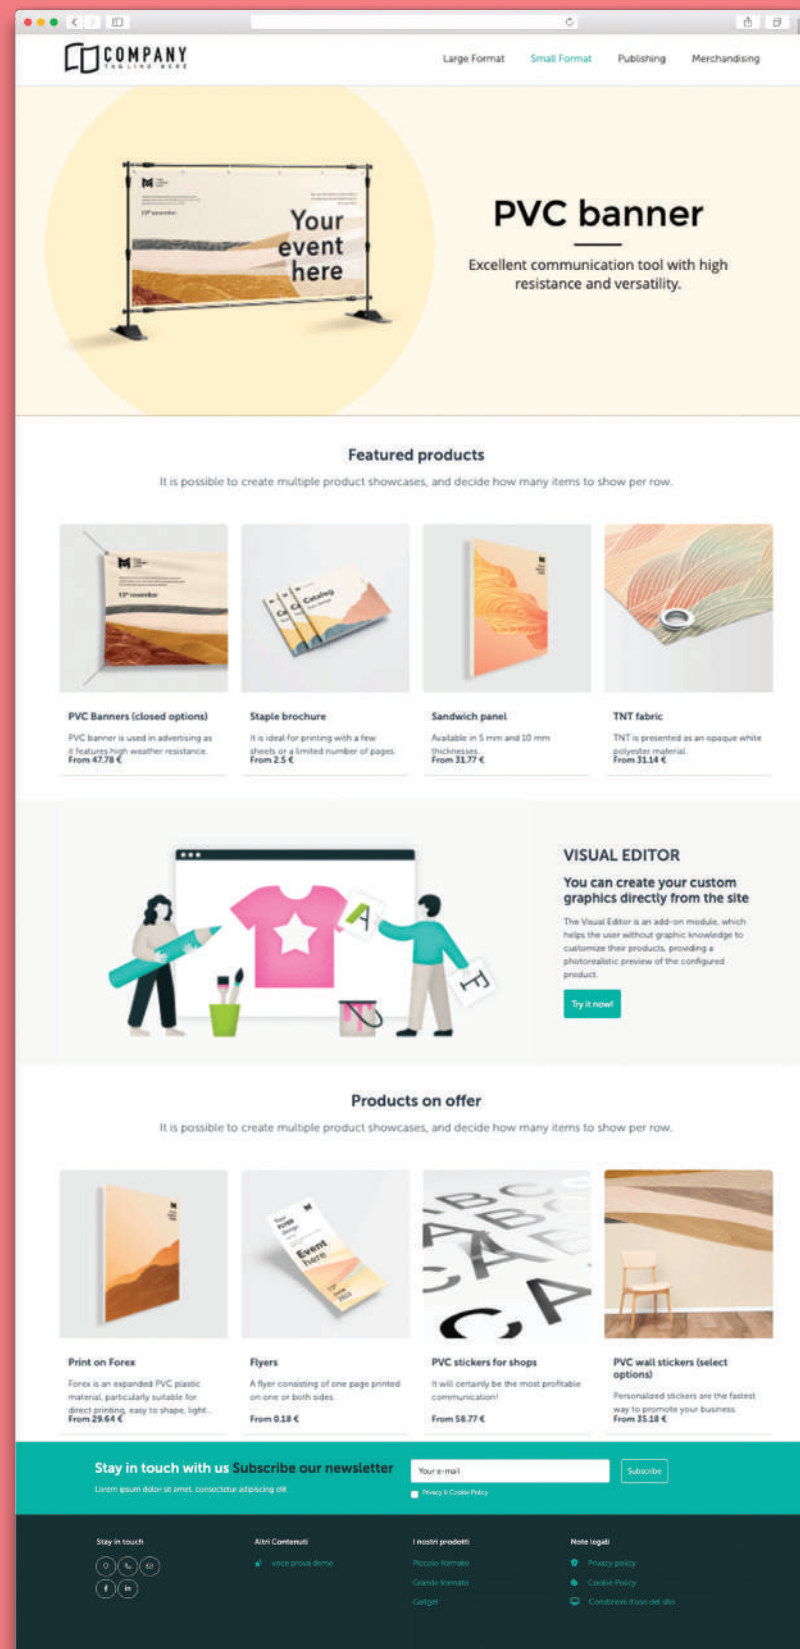 COMPANY
TAGLINE HERE
Large Format
Small Format
Publishing
Merchandising
Your
event
here
13th november
PVC banner
Excellent communication tool with high
resistance and versatility.
Featured products
It is possible to create multiple product showcases, and decide how many items to show per row.
13th november
Catalog
PVC Banners (closed options)
PVC banner is used in advertising as
it features high weather resistance.
From 47.78 €
Staple brochure
It is ideal for printing with a few
sheets or a limited number of pages.
From 2.5 €
Sandwich panel
Available in 5 mm and 10 mm
thicknesses.
From 31.77 €
TNT fabric
TNT is presented as an opaque white
polyester material.
From 31.14 €
A
F
VISUAL EDITOR
You can create your custom
graphics directly from the site
The Visual Editor is an add-on module, which
helps the user without graphic knowledge to
customize their products, providing a
photorealistic preview of the configured
product.
Try it now!
Products on offer
It is possible to create multiple product showcases, and decide how many items to show per row.
Your
FLYER
design
Event
here
A B C
C A
Print on Forex
Forex is an expanded PVC plastic
material, particularly suitable for
direct printing, easy to shape, light...
From 29.64 €
Flyers
A flyer consisting of one page printed
on one or both sides.
From 0.18 €
PVC stickers for shops
It will certainly be the most profitable
communication!
From 58.77 €
PVC wall stickers (select
options)
Personalized stickers are the fastest
way to promote your business.
From 35.18 €
Stay in touch with us Subscribe our newsletter
Lorem ipsum dolor sit amet, consectetur adipiscing elit
Your e-mail
Subscribe
Privacy & Cookie Policy
Stay in touch
Altri Contenuti
voce prova demo
I nostri prodotti
Piccolo formato
Grande formato
Gadget
Note legali
Privacy policy
Cookie Policy
Condizioni d'uso del sito